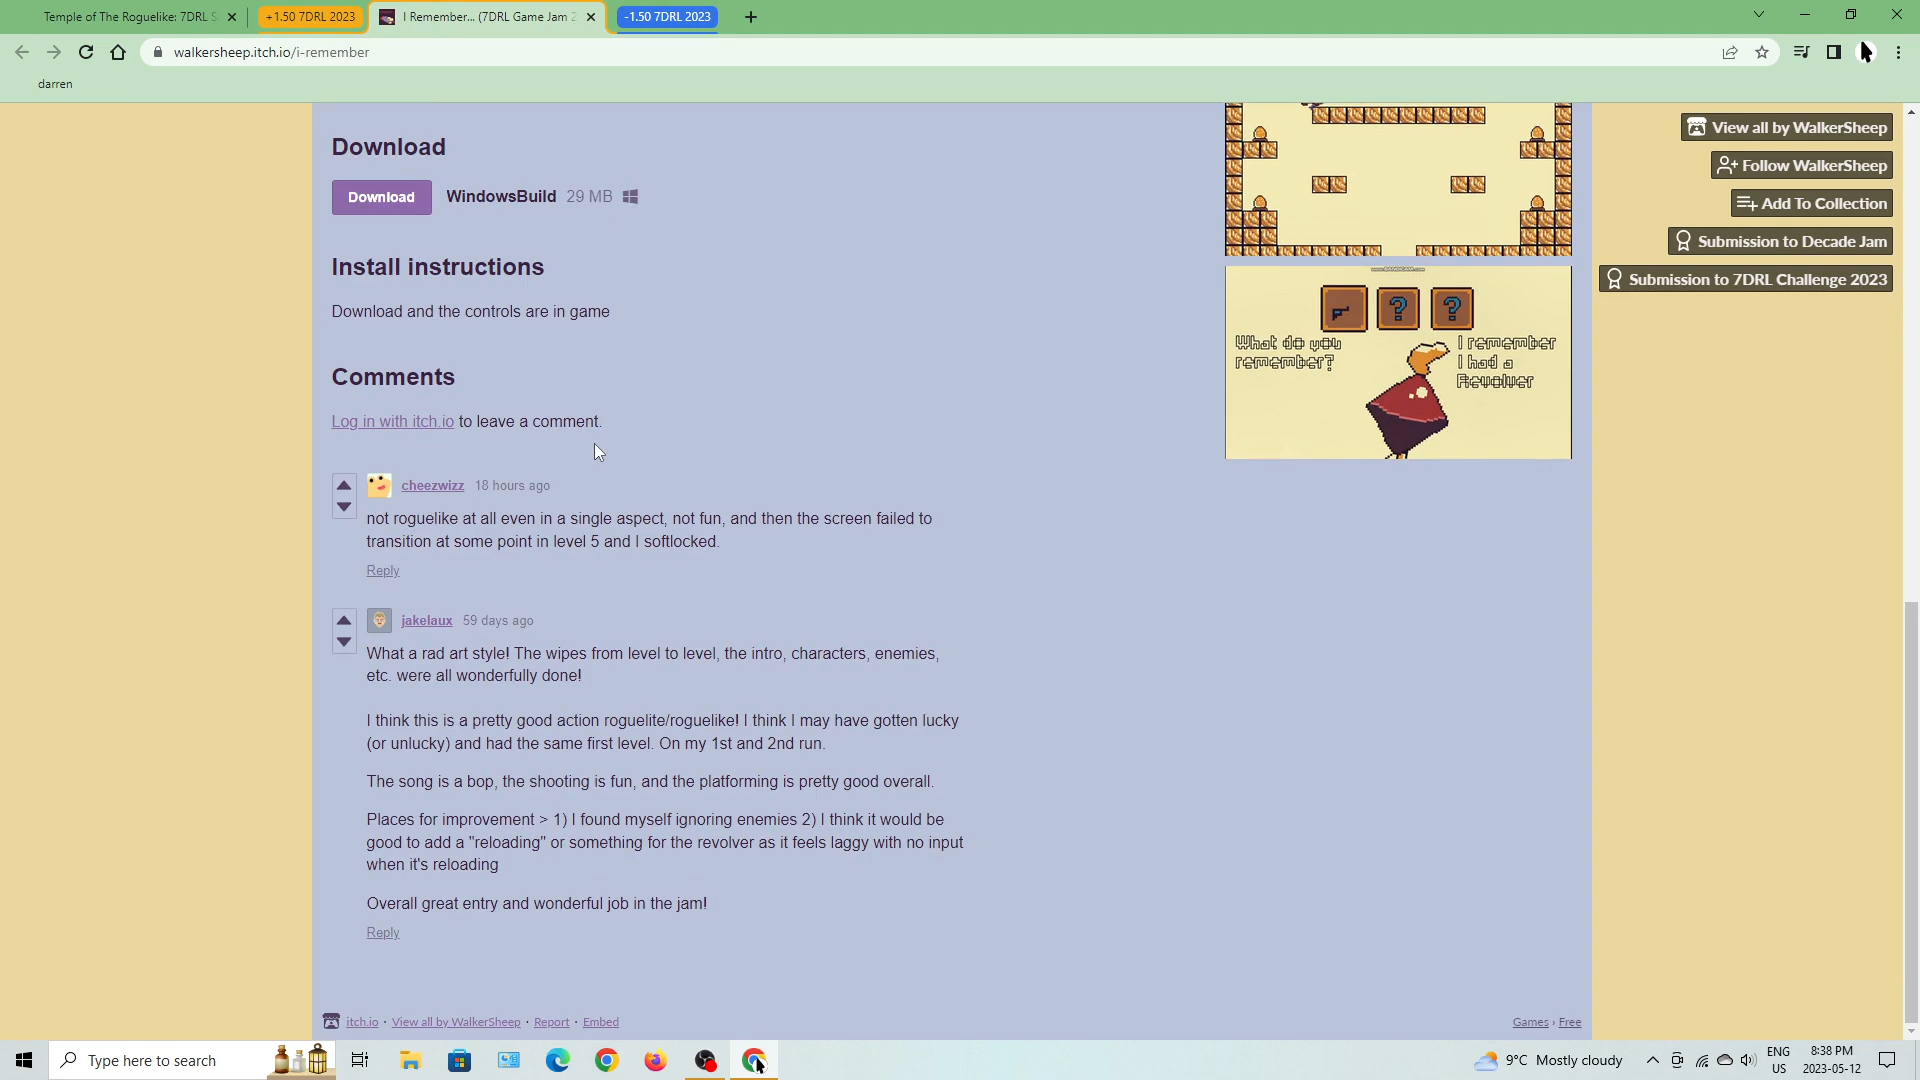 Temple of The Roguelike: 7DRL S
+1.50 7DRL 2023
I Remember... (7DRL Game Jam 2
-1.50 7DRL 2023
walkersheep.itch.io/i-remember
darren
View all by WalkerSheep
Follow WalkerSheep
Add To Collection
Submission to Decade Jam
Submission to 7DRL Challenge 2023
Download
Download WindowsBuild 29 MB
Install instructions
Download and the controls are in game
What do you
remember?
I remember
I had a
Revolver
Comments
Log in with itch.io to leave a comment.
cheezwizz 18 hours ago
not roguelike at all even in a single aspect, not fun, and then the screen failed to
transition at some point in level 5 and I softlocked.
Reply
jakelaux 59 days ago
What a rad art style! The wipes from level to level, the intro, characters, enemies,
etc. were all wonderfully done!
I think this is a pretty good action roguelite/roguelike! I think I may have gotten lucky
(or unlucky) and had the same first level. On my 1st and 2nd run.
The song is a bop, the shooting is fun, and the platforming is pretty good overall.
Places for improvement > 1) I found myself ignoring enemies 2) I think it would be
good to add a "reloading" or something for the revolver as it feels laggy with no input
when it's reloading
Overall great entry and wonderful job in the jam!
Reply
itch.io · View all by WalkerSheep · Report · Embed
Games › Free
Type here to search
9°C Mostly cloudy
ENG
US
8:38 PM
2023-05-12